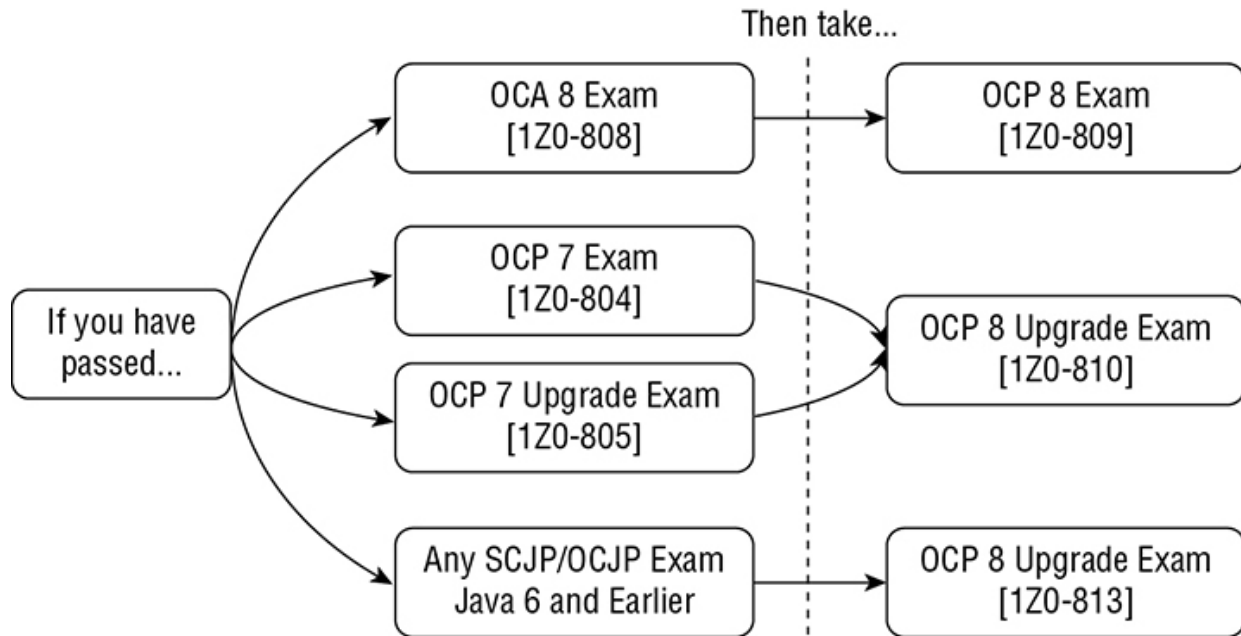 Then take...
If you have
passed...
OCA 8 Exam
[1Z0-808]
OCP 8 Exam
[1Z0-809]
OCP 7 Exam
[1Z0-804]
OCP 7 Upgrade Exam
[1Z0-805]
OCP 8 Upgrade Exam
[1Z0-810]
Any SCJP/OCJP Exam
Java 6 and Earlier
OCP 8 Upgrade Exam
[1Z0-813]